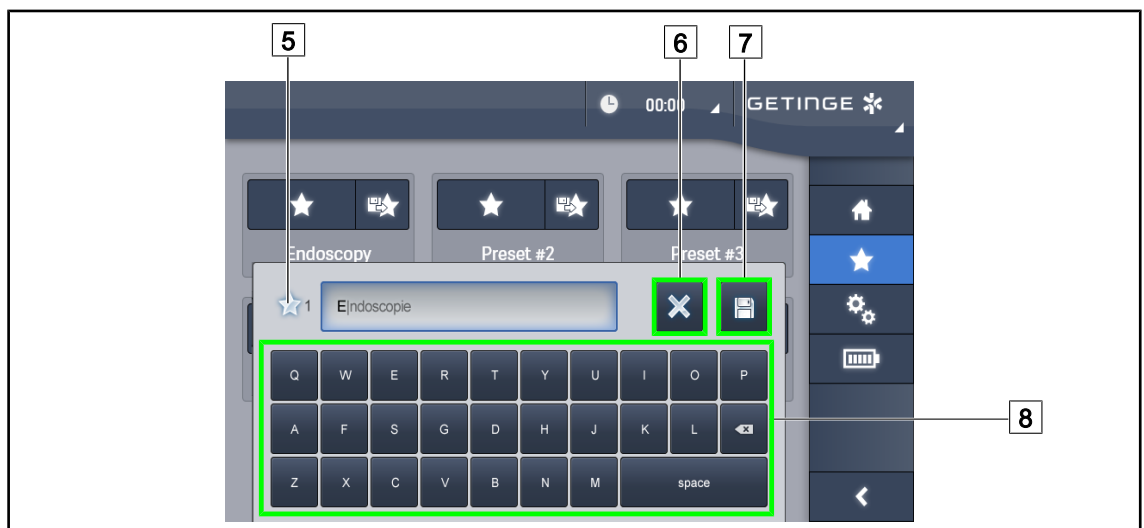 5 6 7
00:00 GETINGE
Endoscopy Preset #2 Preset #3
1 Endoscopie
Q W E R T Y U I O P
A F S G D H J K L
8
Z X C V B N M space